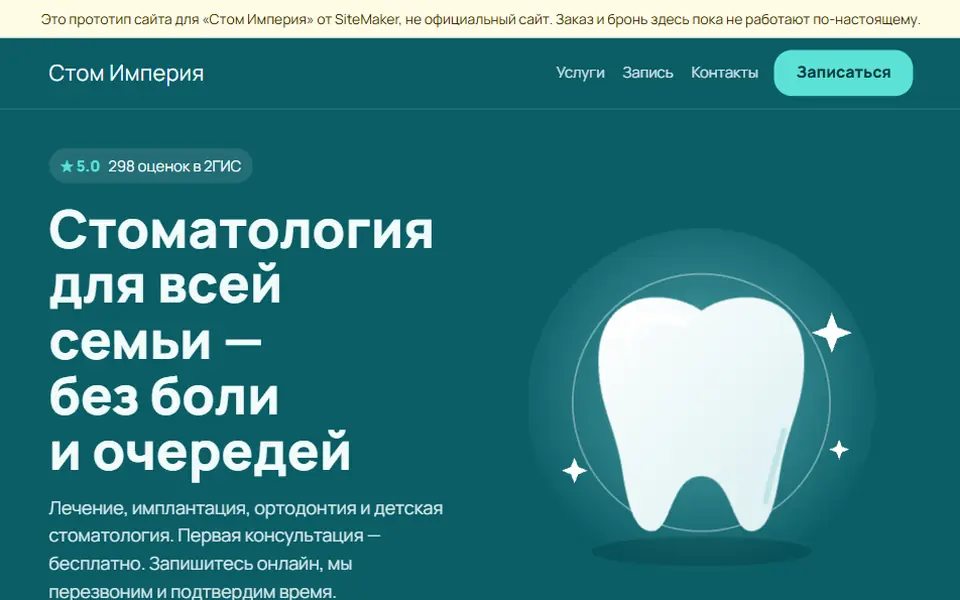 Это прототип сайта для «Стом Империя» от SiteMaker, не официальный сайт. Заказ и бронь здесь пока не работают по-настоящему.
Стом Империя
Услуги
Запись
Контакты
Записаться
★ 5.0 298 оценок в 2ГИС
Стоматология
для всей
семьи —
без боли
и очередей
Лечение, имплантация, ортодонтия и детская
стоматология. Первая консультация —
бесплатно. Запишитесь онлайн, мы
перезвоним и подтвердим время.